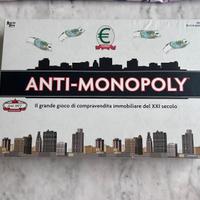 €
ANTI-MONOPOLY
Il grande gioco di compravendita immobiliare del XXI secolo